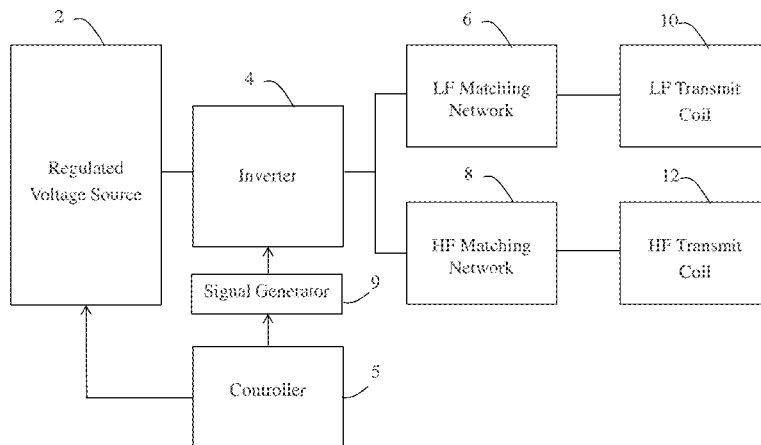 2
6
10
4
LF Matching
Network
LF Transmit
Coil
Regulated
Voltage Source
Inverter
8
12
HF Matching
Network
HF Transmit
Coil
Signal Generator
9
5
Controller